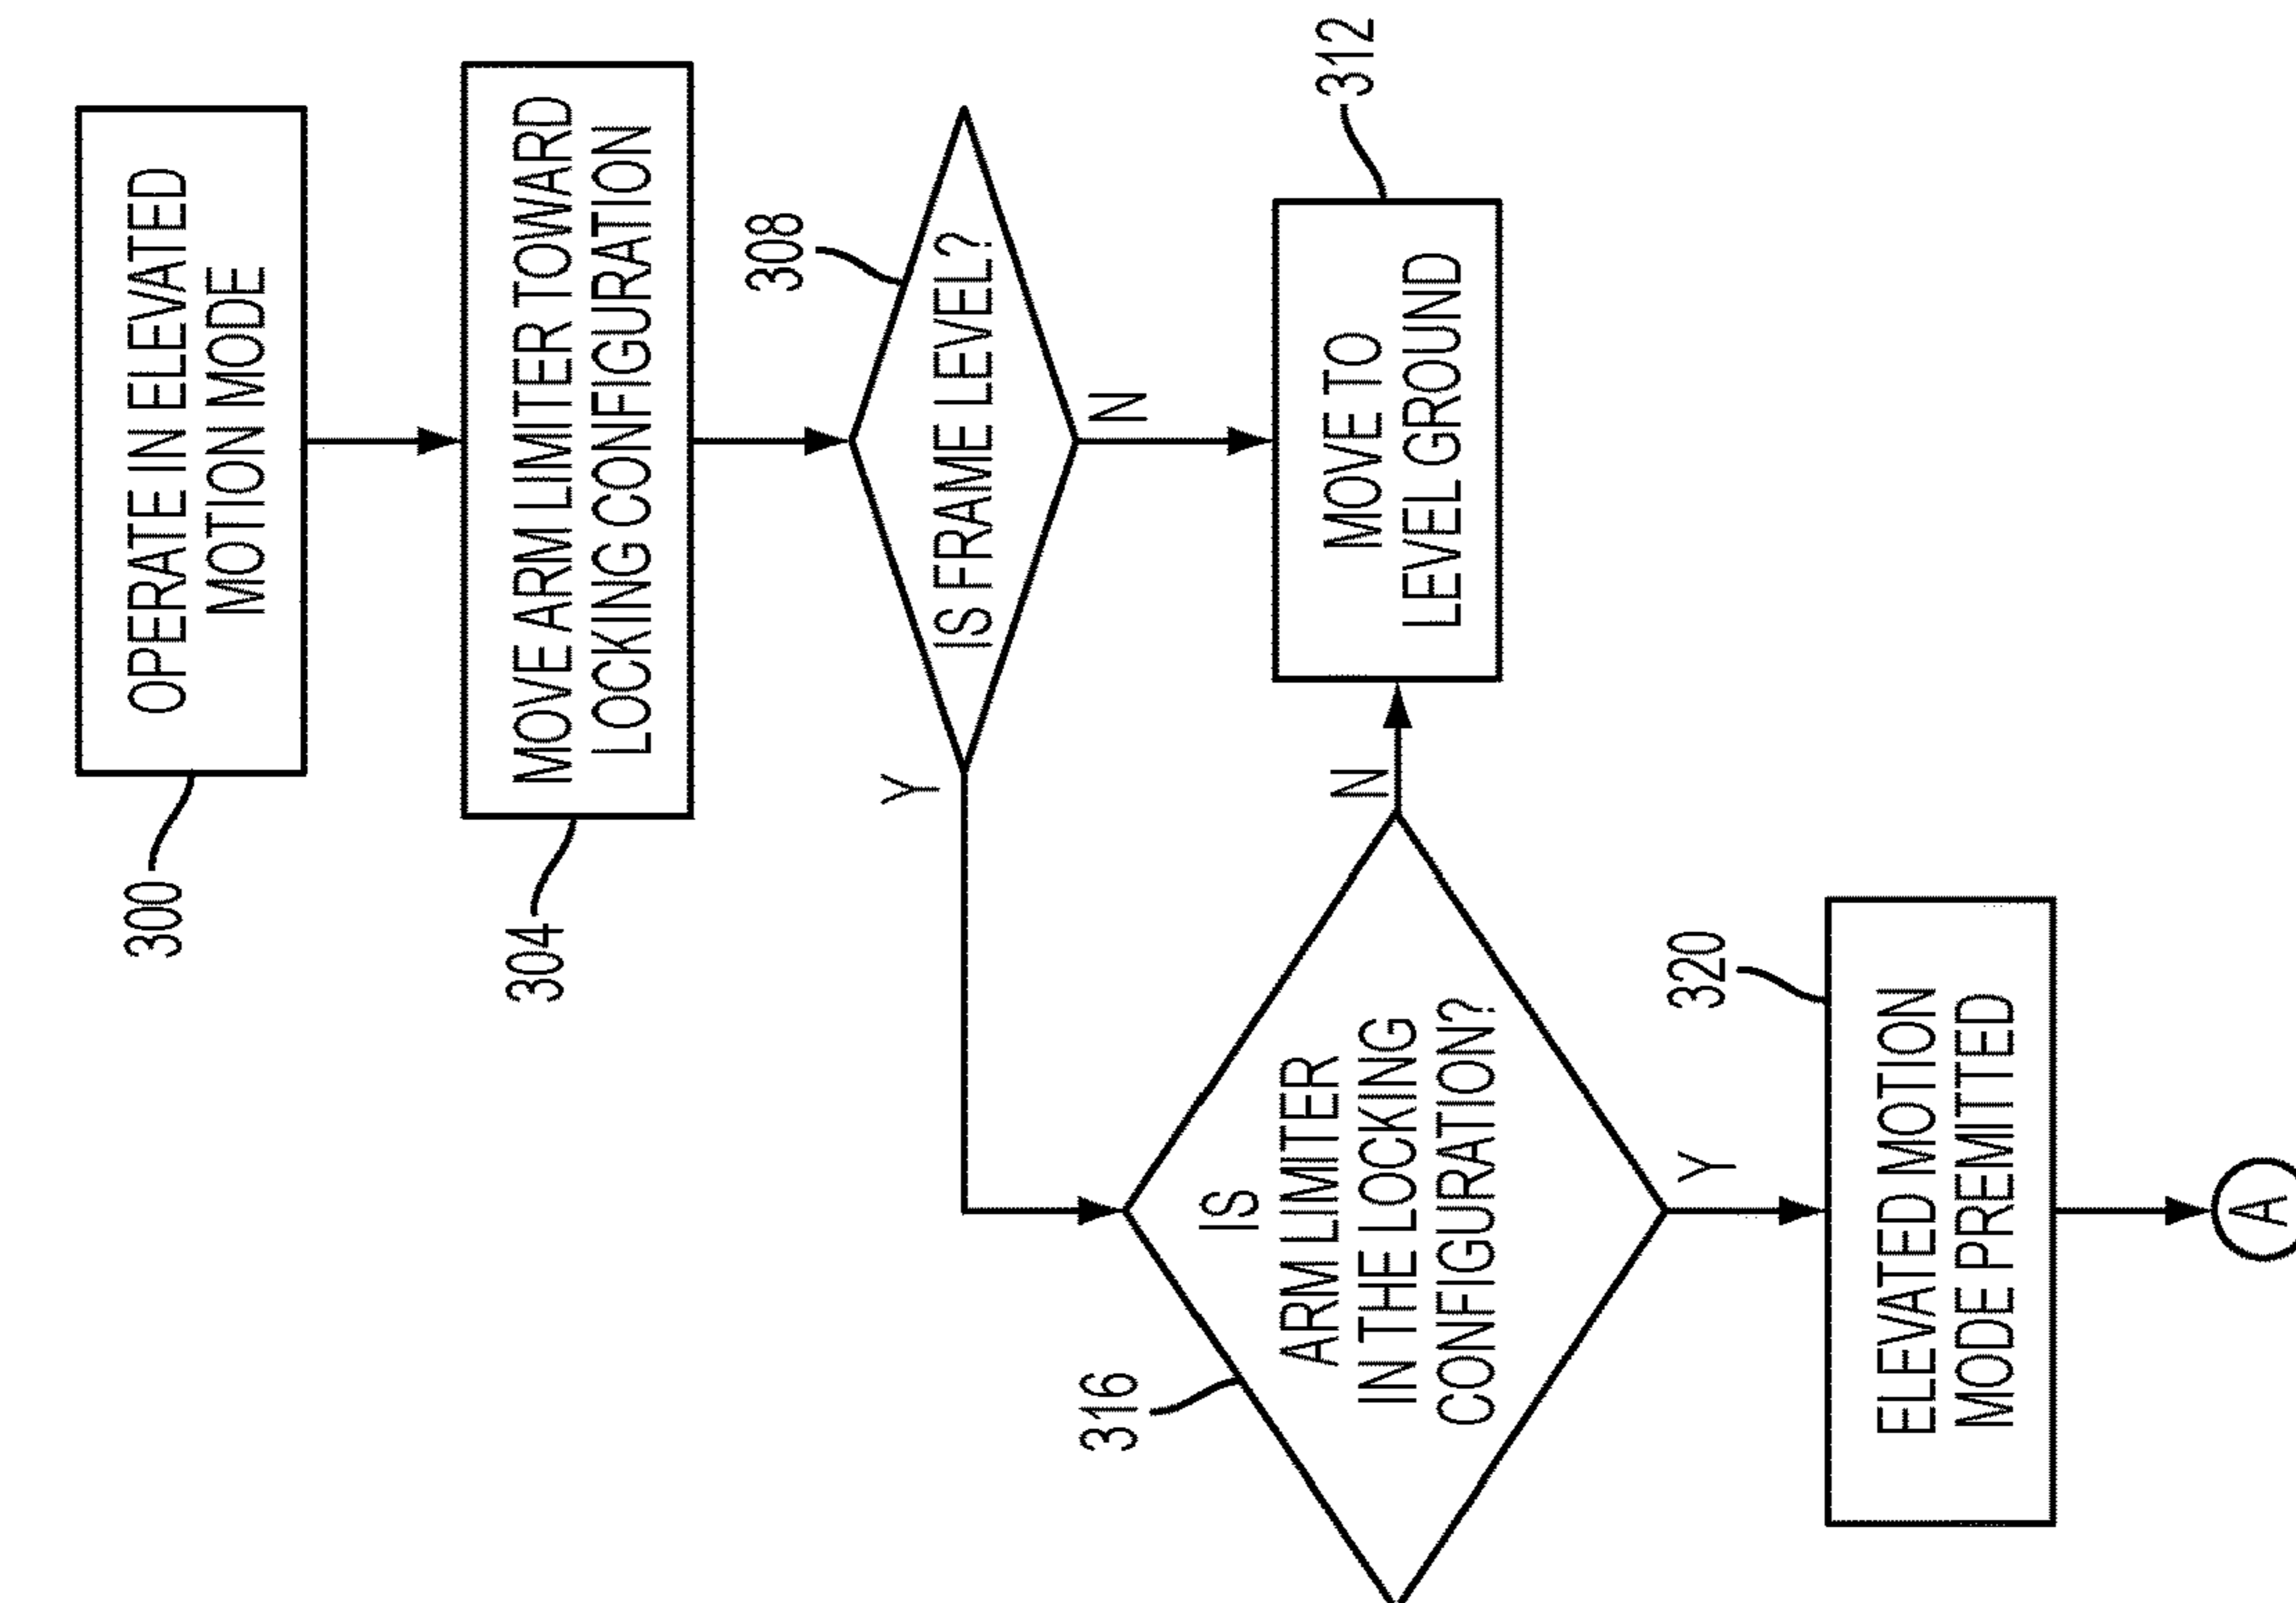 300
OPERATE IN ELEVATED
MOTION MODE
304
MOVE ARM LIMITER TOWARD
LOCKING CONFIGURATION
308
IS FRAME LEVEL?
Y
N
312
MOVE TO
LEVEL GROUND
316
IS
ARM LIMITER
IN THE LOCKING
CONFIGURATION?
N
Y
320
ELEVATED MOTION
MODE PREMITTED
A